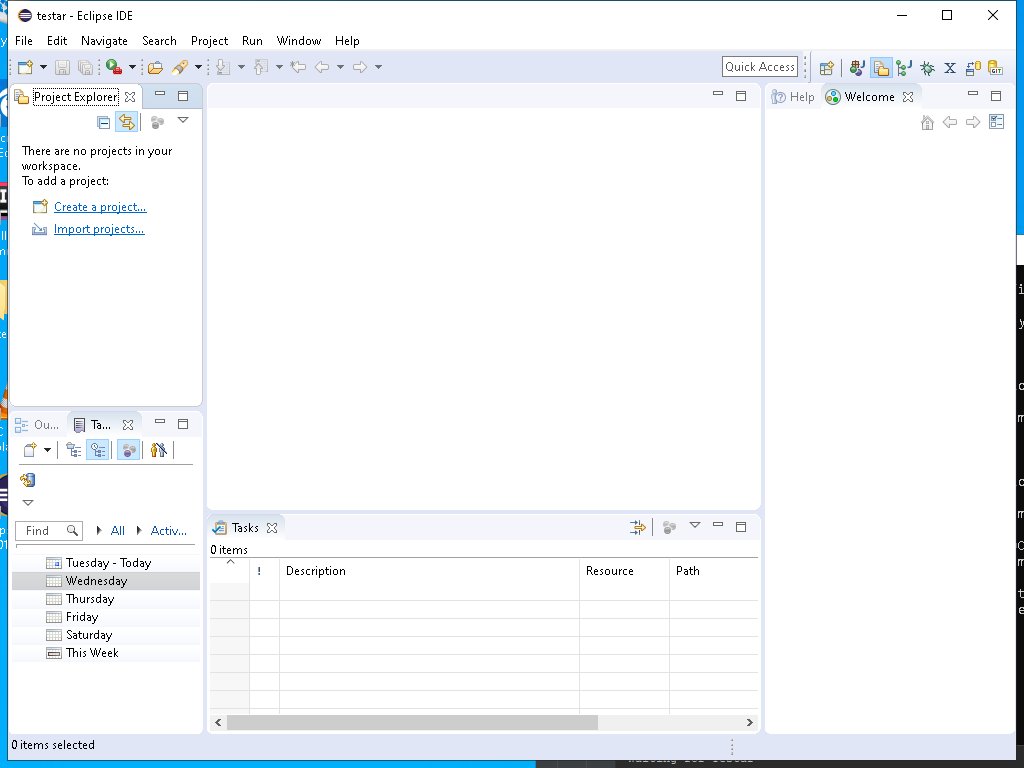 testar - Eclipse IDE
File Edit Navigate Search Project Run Window Help
Quick Access
Project Explorer
Help Welcome
There are no projects in your
workspace.
To add a project:
Create a project...
Import projects...
Ou... Ta...
Find All Activ...
Tuesday - Today
Wednesday
Thursday
Friday
Saturday
This Week
Tasks
0 items
! Description Resource Path
0 items selected